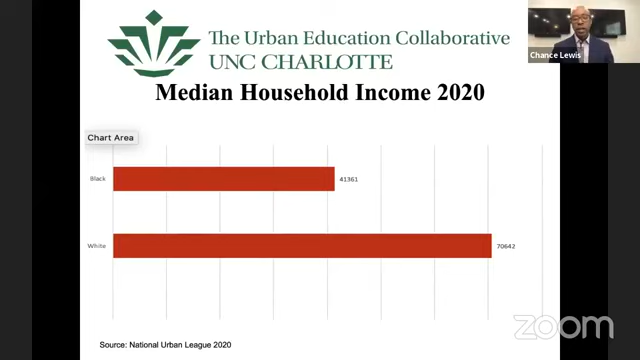 The Urban Education Collaborative
UNC CHARLOTTE
Chance Lewis
Median Household Income 2020
Chart Area
Black
41361
White
70642
Source: National Urban League 2020
zoom